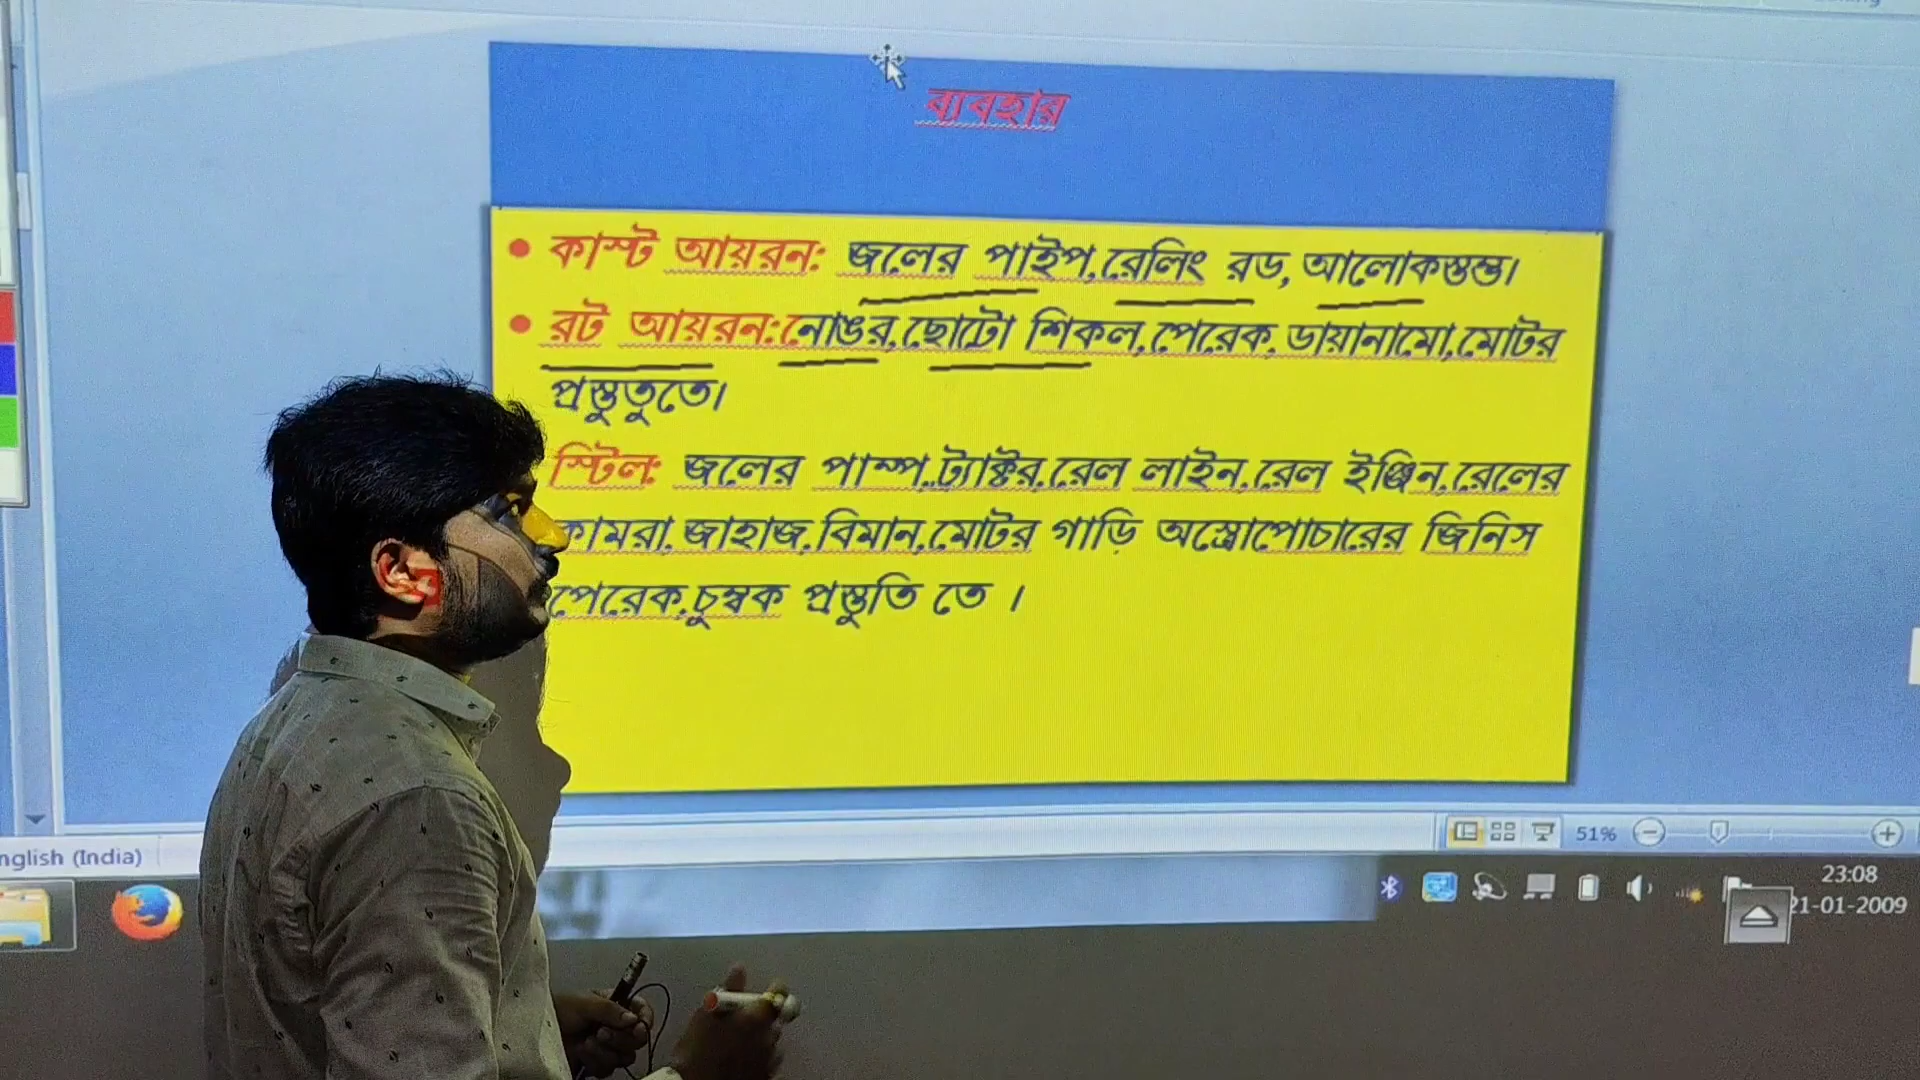 ব্যবহার
কাস্ট আয়রন: জলের পাইপ,রেলিং রড,আলোকস্তম্ভ।
রট আয়রন:নোঙর,ছোটো শিকল,পেরেক,ডায়ানামো,মোটর
প্রস্তুতুতে।
স্টিল: জলের পাম্প,ট্র্যাক্টর,রেল লাইন,রেল ইঞ্জিন,রেলের
কামরা,জাহাজ,বিমান,মোটর গাড়ি অস্ত্রোপোচারের জিনিস
পেরেক,চুম্বক প্রস্তুতি তে ।
51%
nglish (India)
23:08
21-01-2009